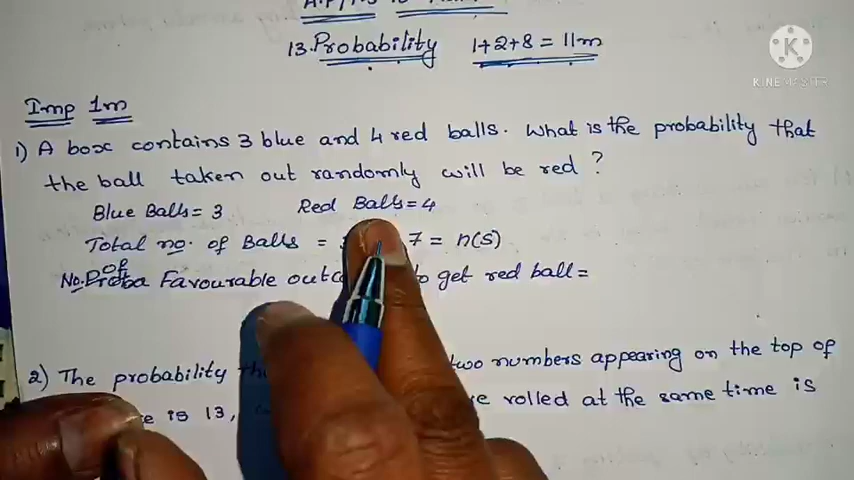 13. Probability 1+2+8 = 11m
K
KINEMASTER
Imp 1m
1) A box contains 3 blue and 4 red balls. What is the probability that
the ball taken out randomly will be red ?
Blue Balls = 3 Red Balls = 4
Total no. of Balls = 7 = n(S)
No. of Favourable to get red ball =
2) The probability two numbers appearing on the top of
is 13, rolled at the same time is